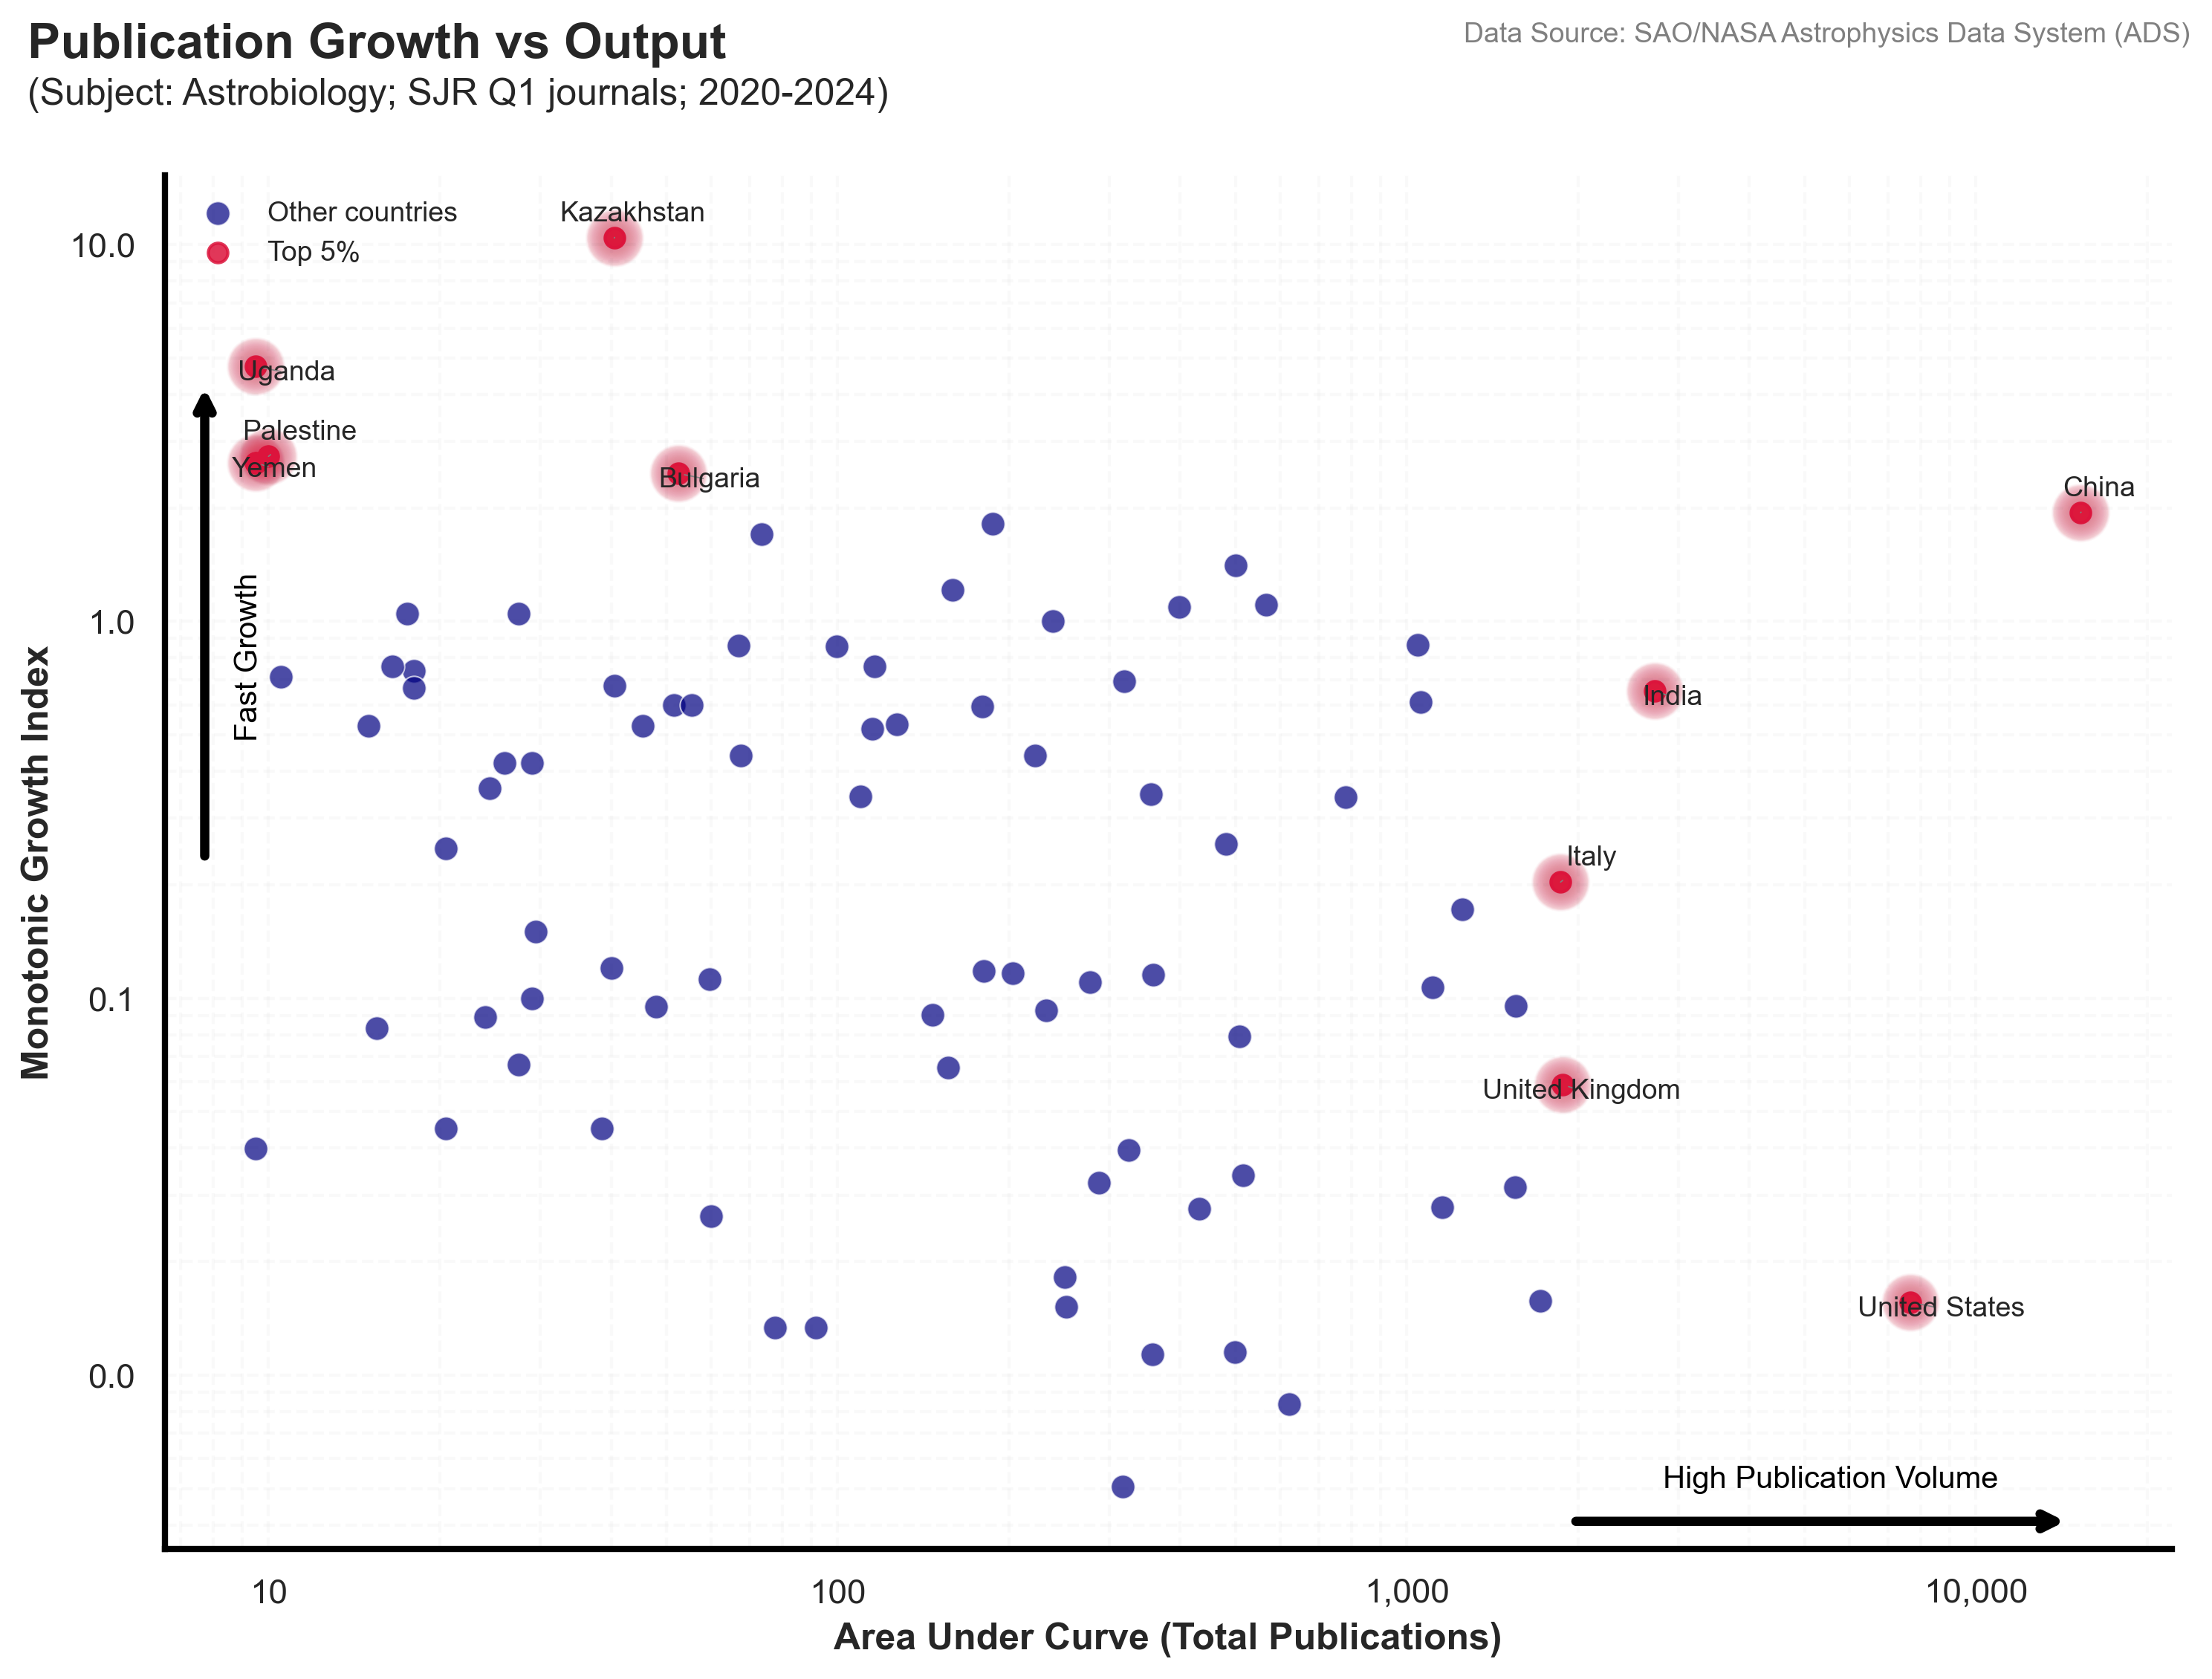 Publication Growth vs Output
Data Source: SAO/NASA Astrophysics Data System (ADS)
(Subject: Astrobiology; SJR Q1 journals; 2020-2024)
Other countries
Top 5%
Kazakhstan
Uganda
Palestine
Yemen
Bulgaria
China
India
Italy
United Kingdom
United States
Fast Growth
High Publication Volume
Monotonic Growth Index
10.0
1.0
0.1
0.0
10
100
1,000
10,000
Area Under Curve (Total Publications)